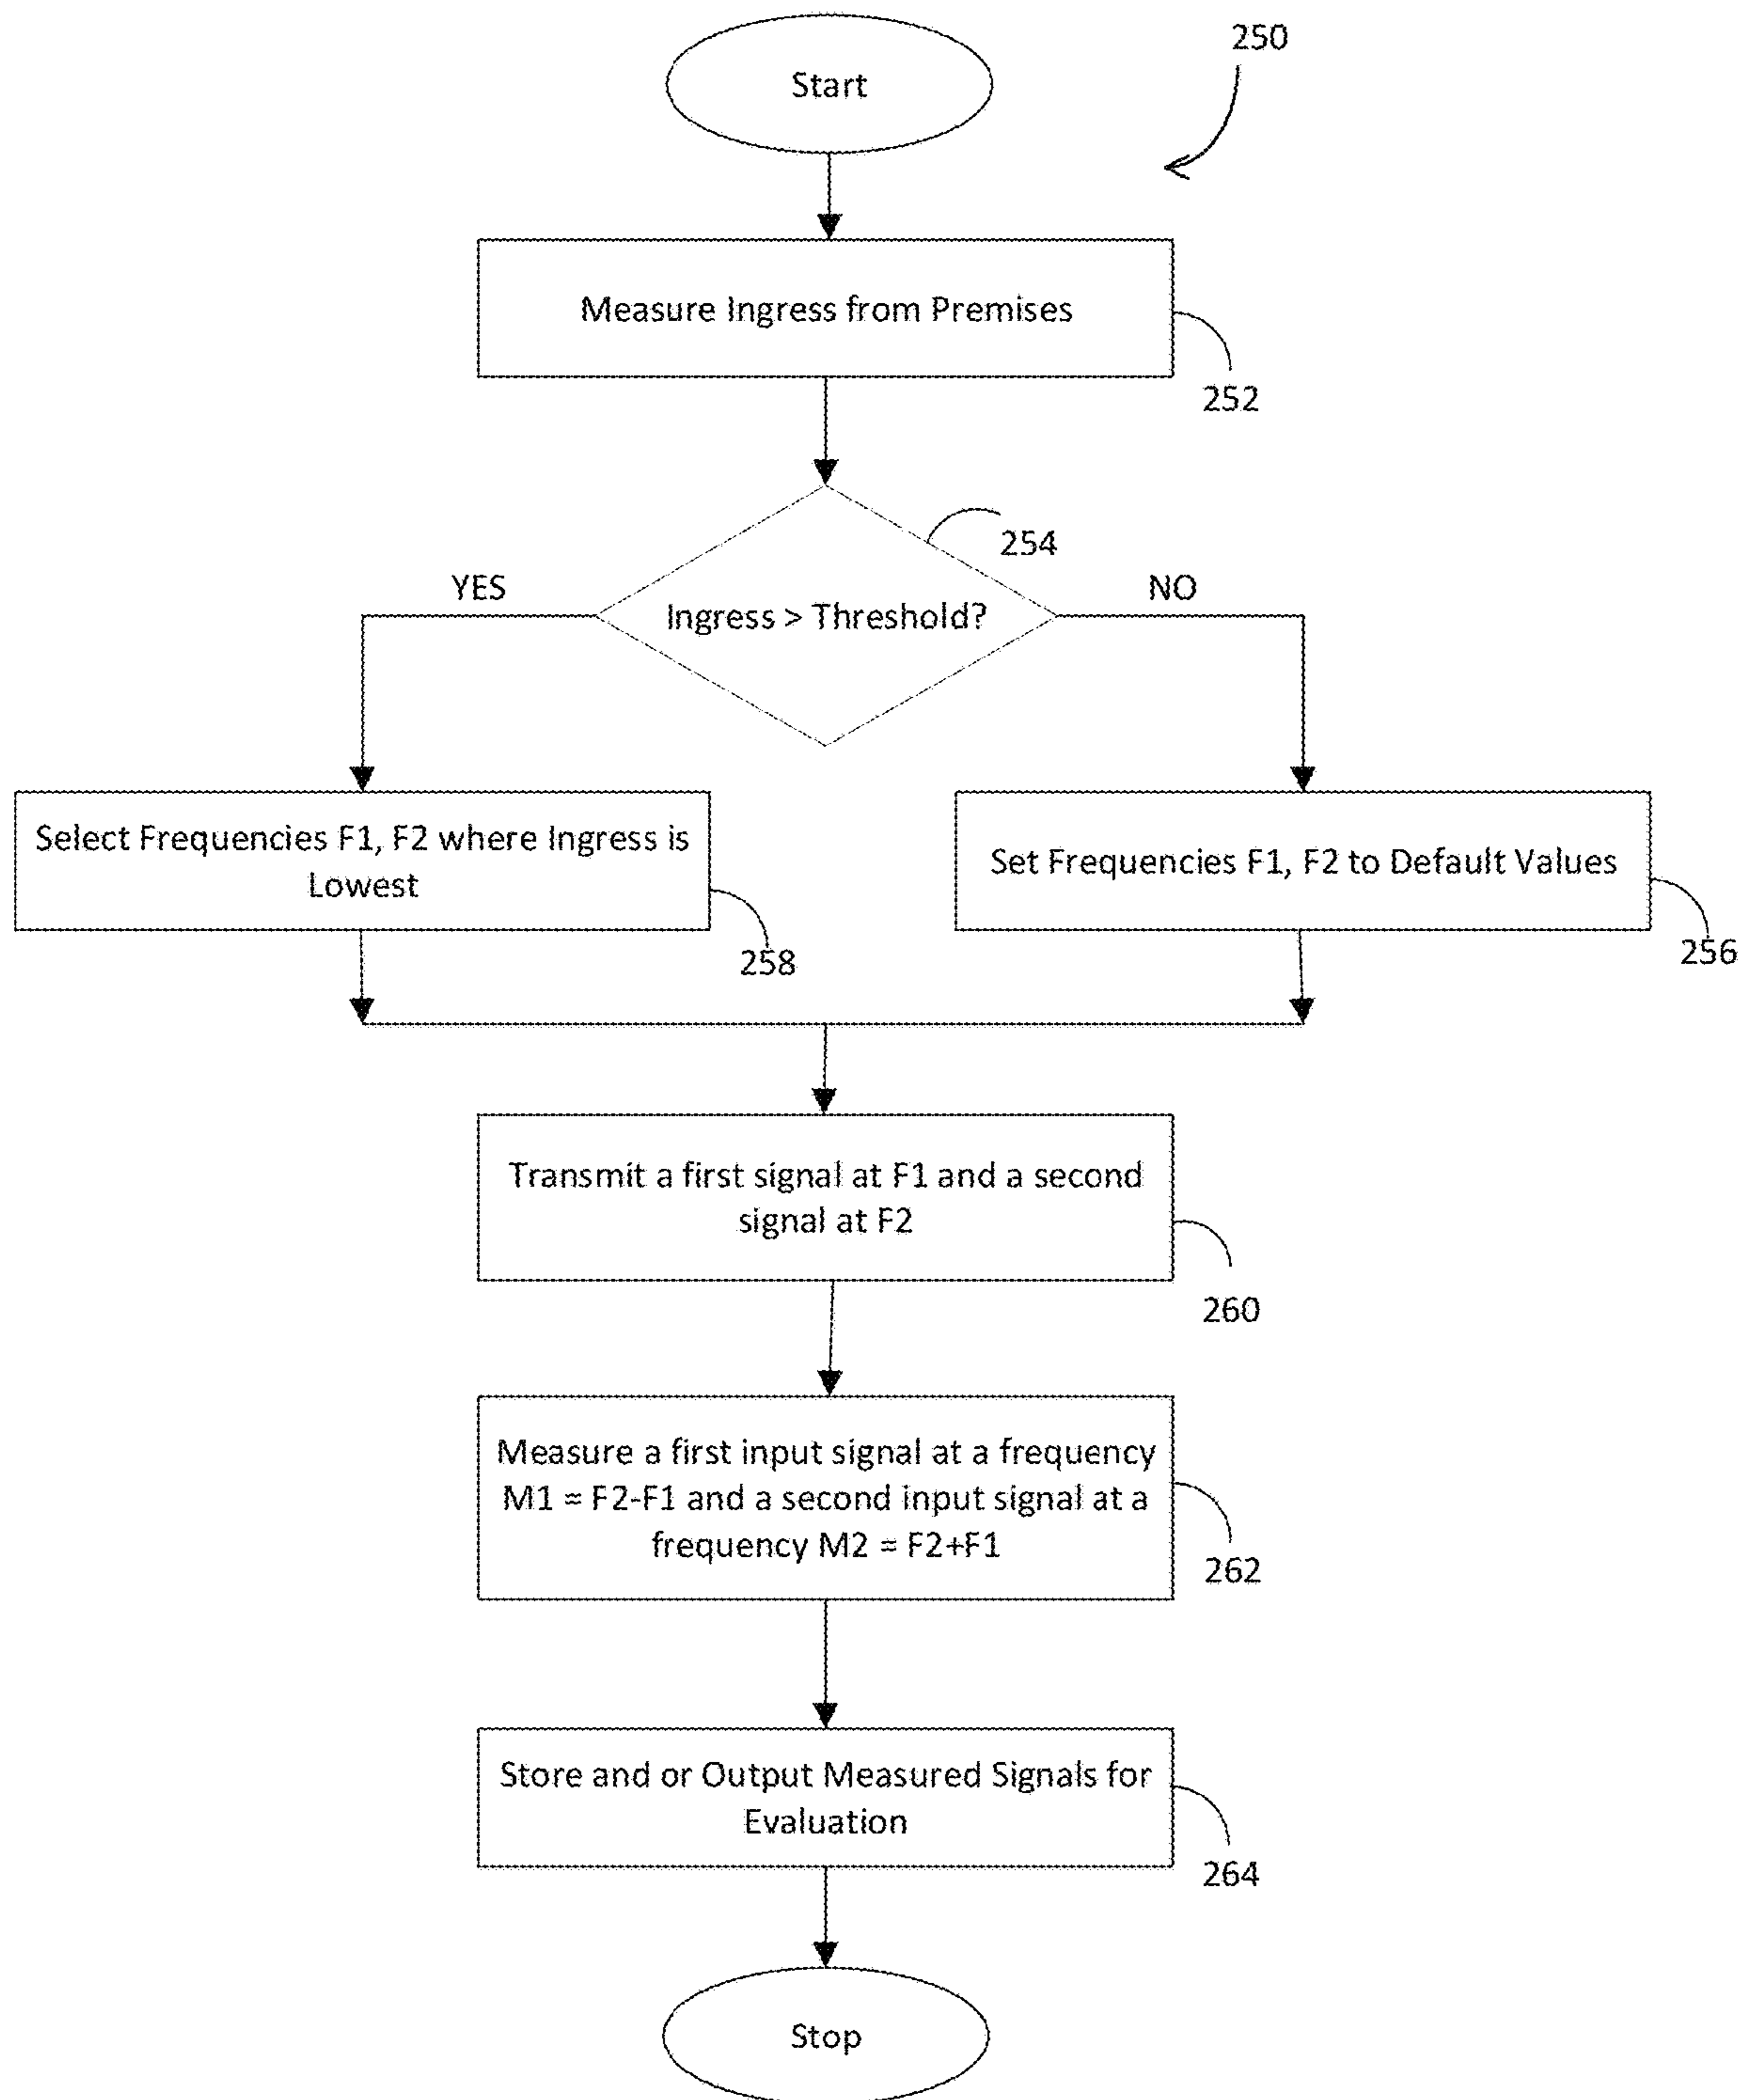 Start
250
Measure Ingress from Premises
252
254
YES
NO
Ingress > Threshold?
Select Frequencies F1, F2 where Ingress is
Lowest
258
Set Frequencies F1, F2 to Default Values
256
Transmit a first signal at F1 and a second
signal at F2
260
Measure a first input signal at a frequency
M1 = F2-F1 and a second input signal at a
frequency M2 = F2+F1
262
Store and or Output Measured Signals for
Evaluation
264
Stop